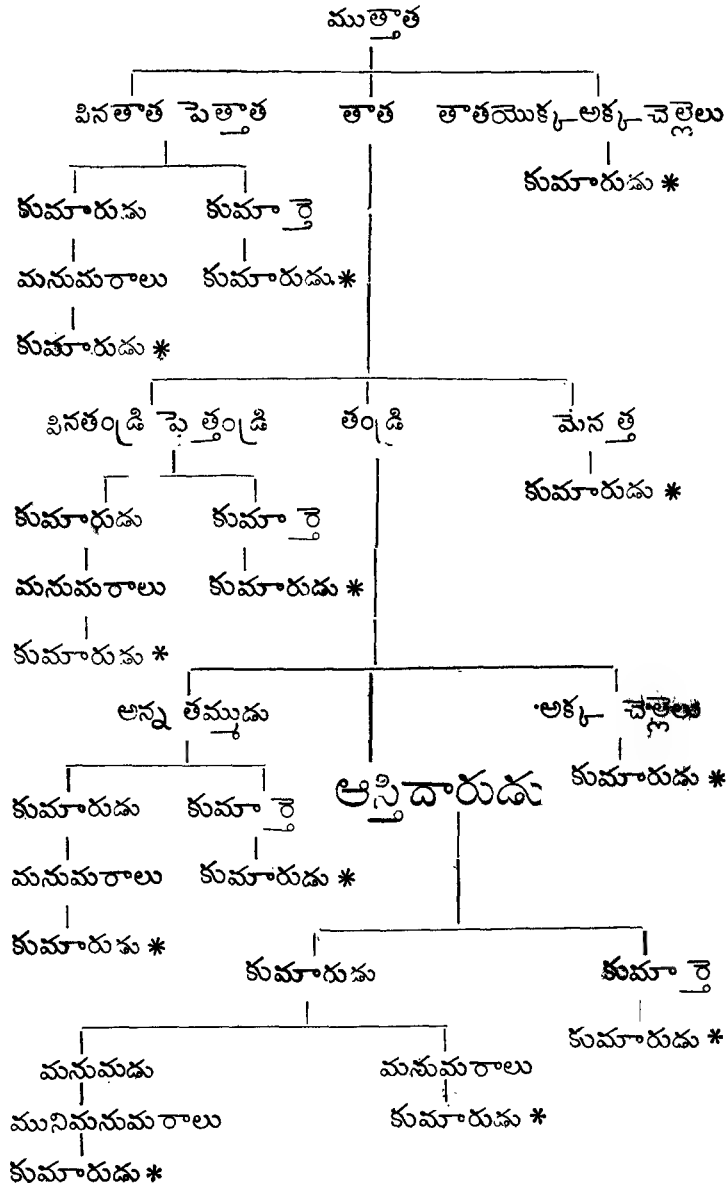 ముత్తాత
పినతాత పెత్తాత తాత తాతయొక్క అక్క చెల్లెలు
కుమారుడు *
కుమారుడు కుమార్తె
మనుమరాలు కుమారుడు *
కుమారుడు *
పినతండ్రి పెత్తండ్రి తండ్రి మేనత్త
కుమారుడు *
కుమారుడు కుమార్తె
మనుమరాలు కుమారుడు *
కుమారుడు *
అన్న తమ్ముడు అక్క చెల్లెలు
ఆస్తిదారుడు కుమారుడు *
కుమారుడు కుమార్తె
మనుమరాలు కుమారుడు *
కుమారుడు *
కుమారుడు కుమార్తె
కుమారుడు *
మనుమడు మనుమరాలు
మునిమనుమరాలు కుమారుడు *
కుమారుడు *